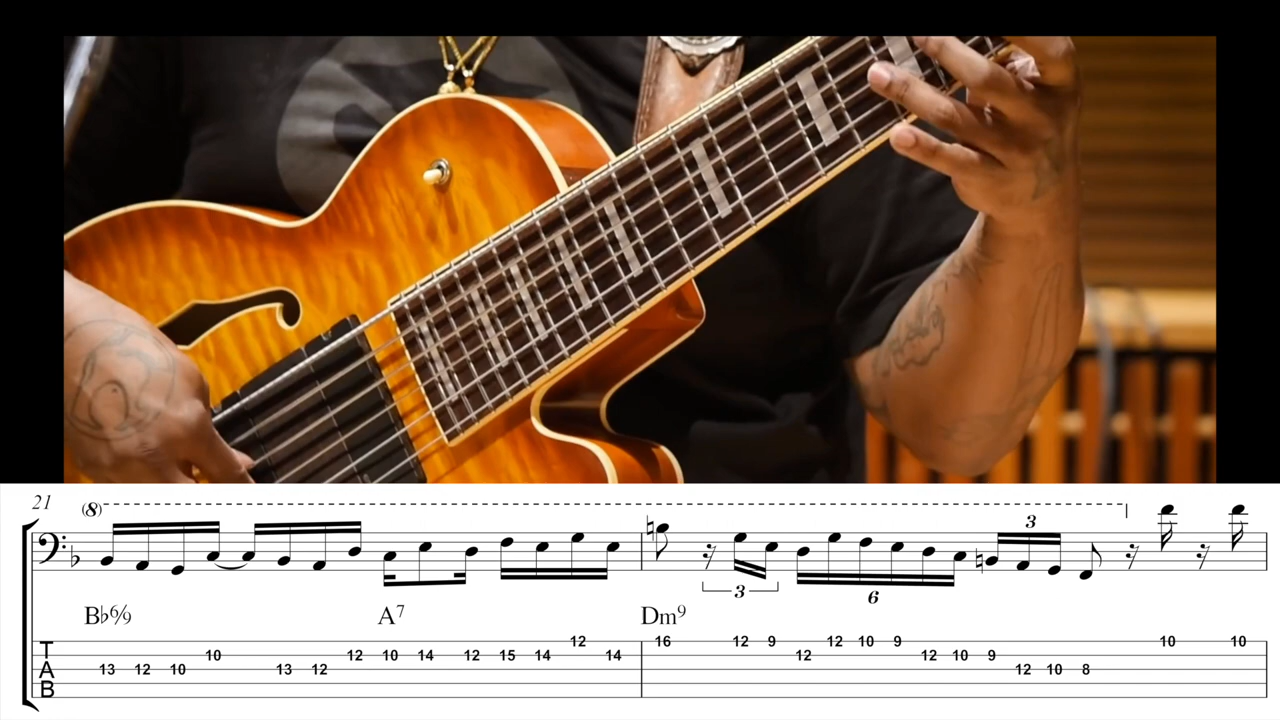 21
(8)
3
3
6
B♭6/9 A7 Dm9
12 16 12 9 12 10 9 10 10
10 12 10 14 12 15 14 14 12 12 10 9
13 12 10 13 12 12 10 8
T
A
B